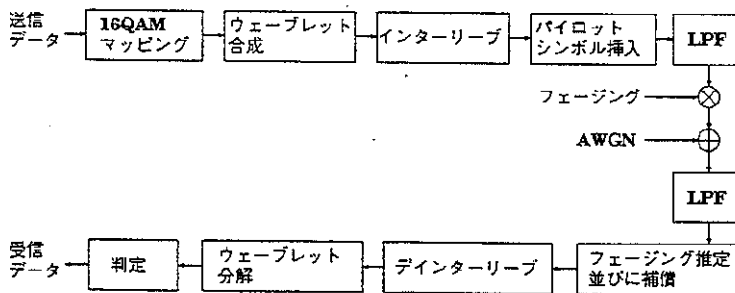 送信
データ
16QAM
マッピング
ウェーブレット
合成
インターリーブ
パイロット
シンボル挿入
LPF
フェージング
AWGN
LPF
受信
データ
判定
ウェーブレット
分解
デインターリーブ
フェージング推定
並びに補償